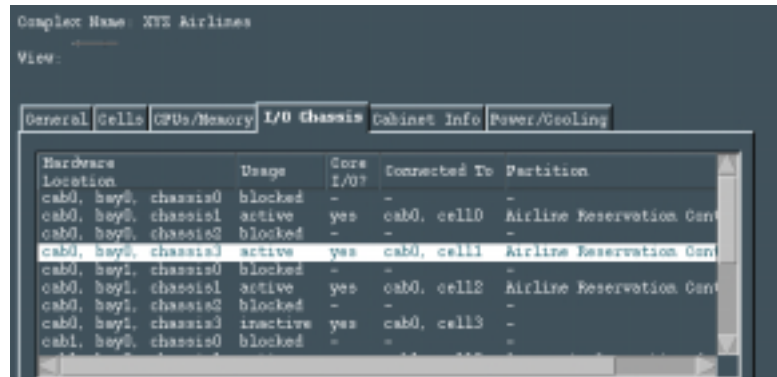 Complex Name: XYZ Airlines
View:
General Cells CPUs/Memory I/O Chassis Cabinet Info Power/Cooling
Hardware Location Usage Core I/O? Connected To Partition
cab0, bay0, chassis0 blocked - - -
cab0, bay0, chassis1 active yes cab0, cell0 Airline Reservation Cont
cab0, bay0, chassis2 blocked - - -
cab0, bay0, chassis3 active yes cab0, cell1 Airline Reservation Cont
cab0, bay1, chassis0 blocked - - -
cab0, bay1, chassis1 active yes cab0, cell2 Airline Reservation Cont
cab0, bay1, chassis2 blocked - - -
cab0, bay1, chassis3 inactive yes cab0, cell3 -
cab1, bay0, chassis0 blocked - - -